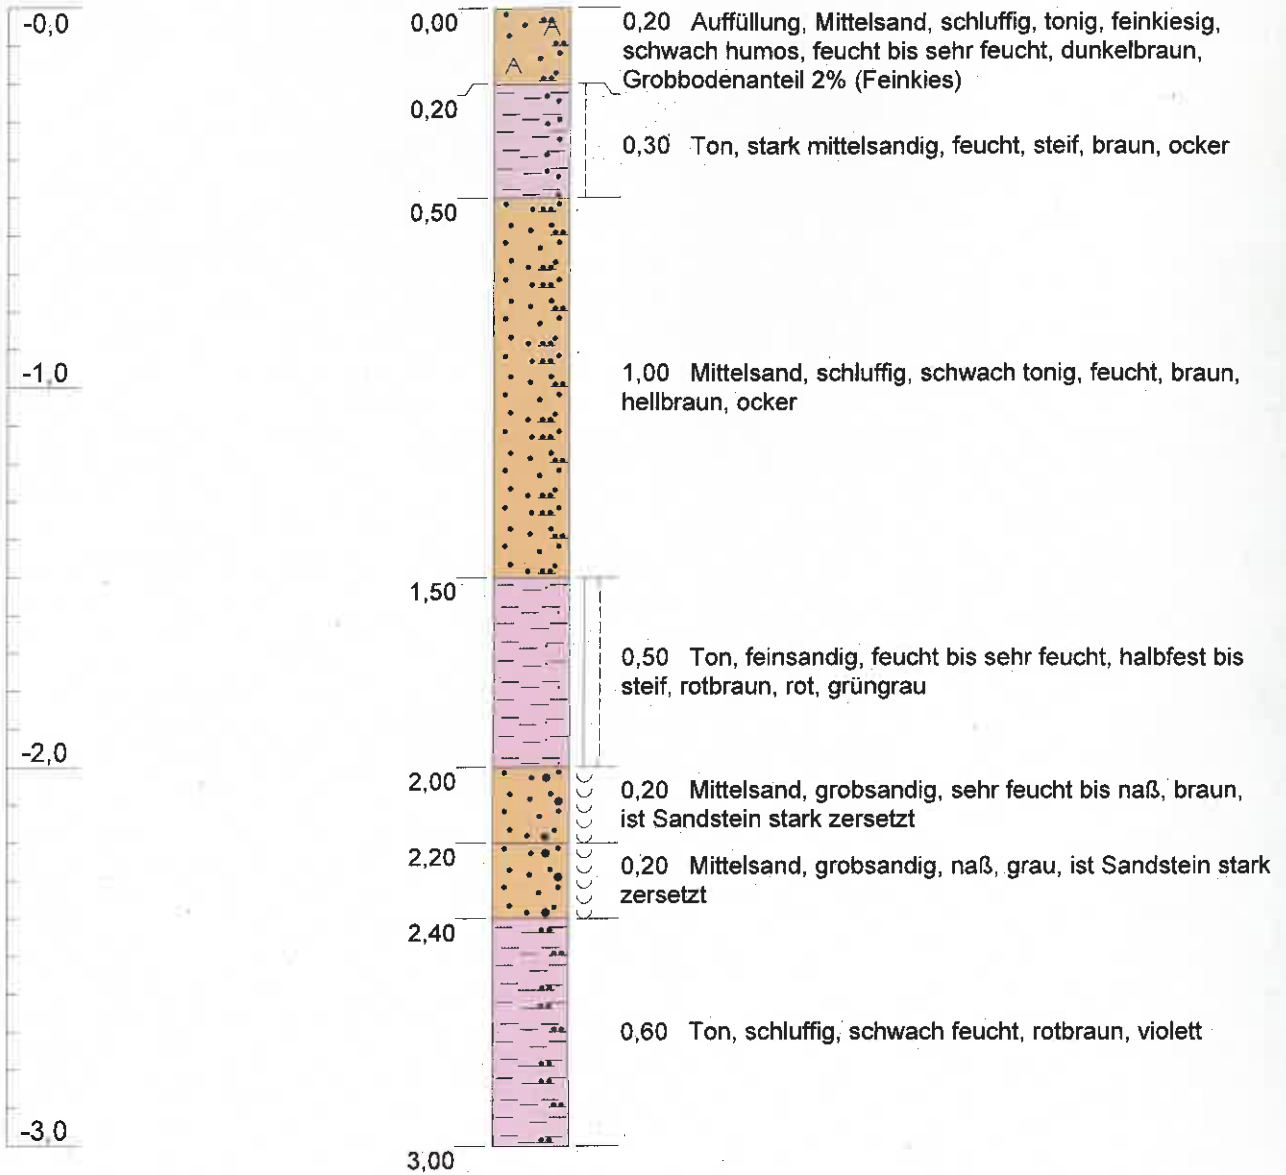 -0,0
0,00
0,20 Auffüllung, Mittelsand, schluffig, tonig, feinkiesig,
schwach humos, feucht bis sehr feucht, dunkelbraun,
Grobbodenanteil 2% (Feinkies)
A
A
0,20
0,30 Ton, stark mittelsandig, feucht, steif, braun, ocker
0,50
-1,0
1,00 Mittelsand, schluffig, schwach tonig, feucht, braun,
hellbraun, ocker
1,50
0,50 Ton, feinsandig, feucht bis sehr feucht, halbfest bis
steif, rotbraun, rot, grüngrau
-2,0
2,00
0,20 Mittelsand, grobsandig, sehr feucht bis naß, braun,
ist Sandstein stark zersetzt
2,20
0,20 Mittelsand, grobsandig, naß, grau, ist Sandstein stark
zersetzt
2,40
0,60 Ton, schluffig, schwach feucht, rotbraun, violett
-3,0
3,00